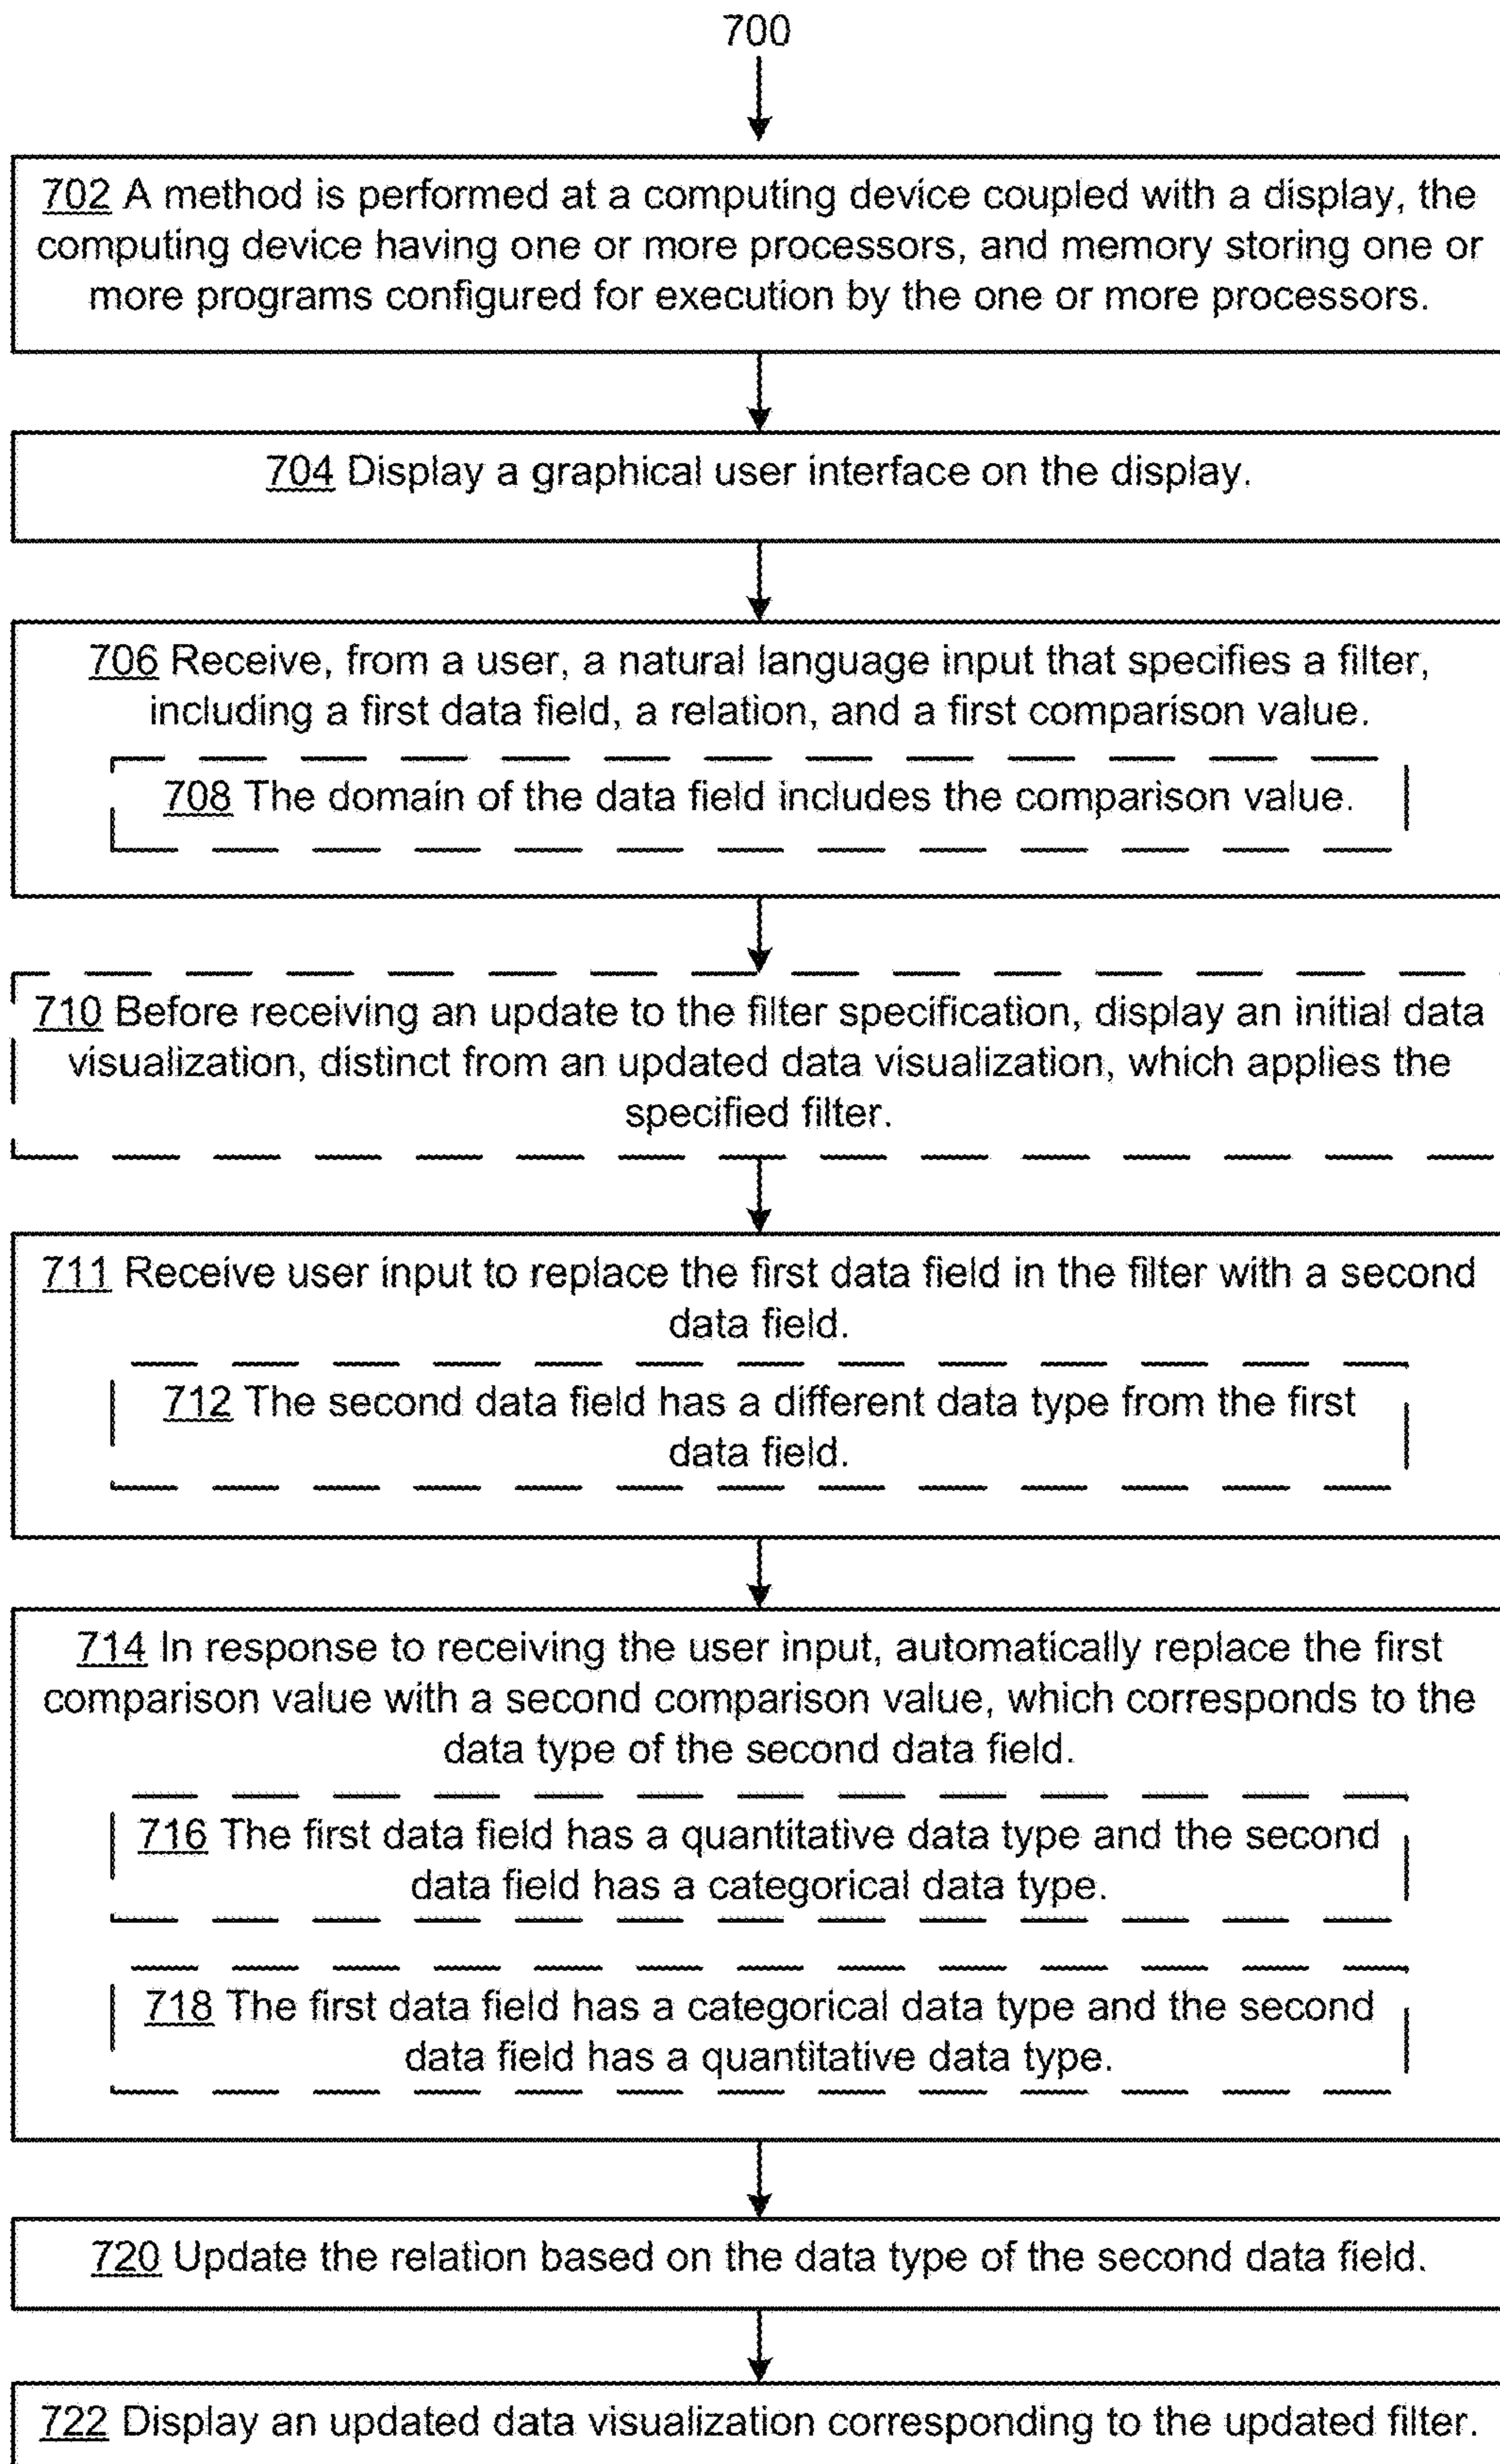 700
702 A method is performed at a computing device coupled with a display, the
computing device having one or more processors, and memory storing one or
more programs configured for execution by the one or more processors.
704 Display a graphical user interface on the display.
706 Receive, from a user, a natural language input that specifies a filter,
including a first data field, a relation, and a first comparison value.
708 The domain of the data field includes the comparison value.
710 Before receiving an update to the filter specification, display an initial data
visualization, distinct from an updated data visualization, which applies the
specified filter.
711 Receive user input to replace the first data field in the filter with a second
data field.
712 The second data field has a different data type from the first
data field.
714 In response to receiving the user input, automatically replace the first
comparison value with a second comparison value, which corresponds to the
data type of the second data field.
716 The first data field has a quantitative data type and the second
data field has a categorical data type.
718 The first data field has a categorical data type and the second
data field has a quantitative data type.
720 Update the relation based on the data type of the second data field.
722 Display an updated data visualization corresponding to the updated filter.